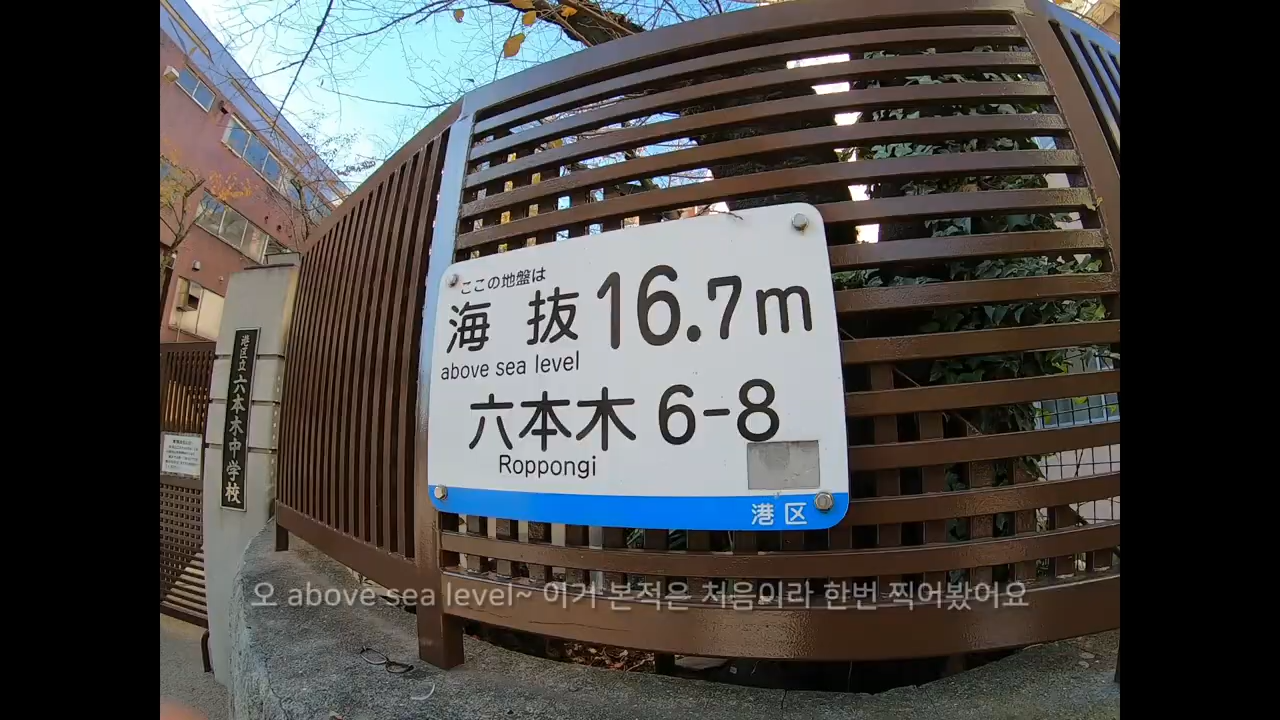 ここの地盤は
海抜 16.7m
above sea level
六本木 6-8
Roppongi
港区
港区立六本木中学校
오 above sea level~ 이거 본적은 처음이라 한번 찍어봤어요